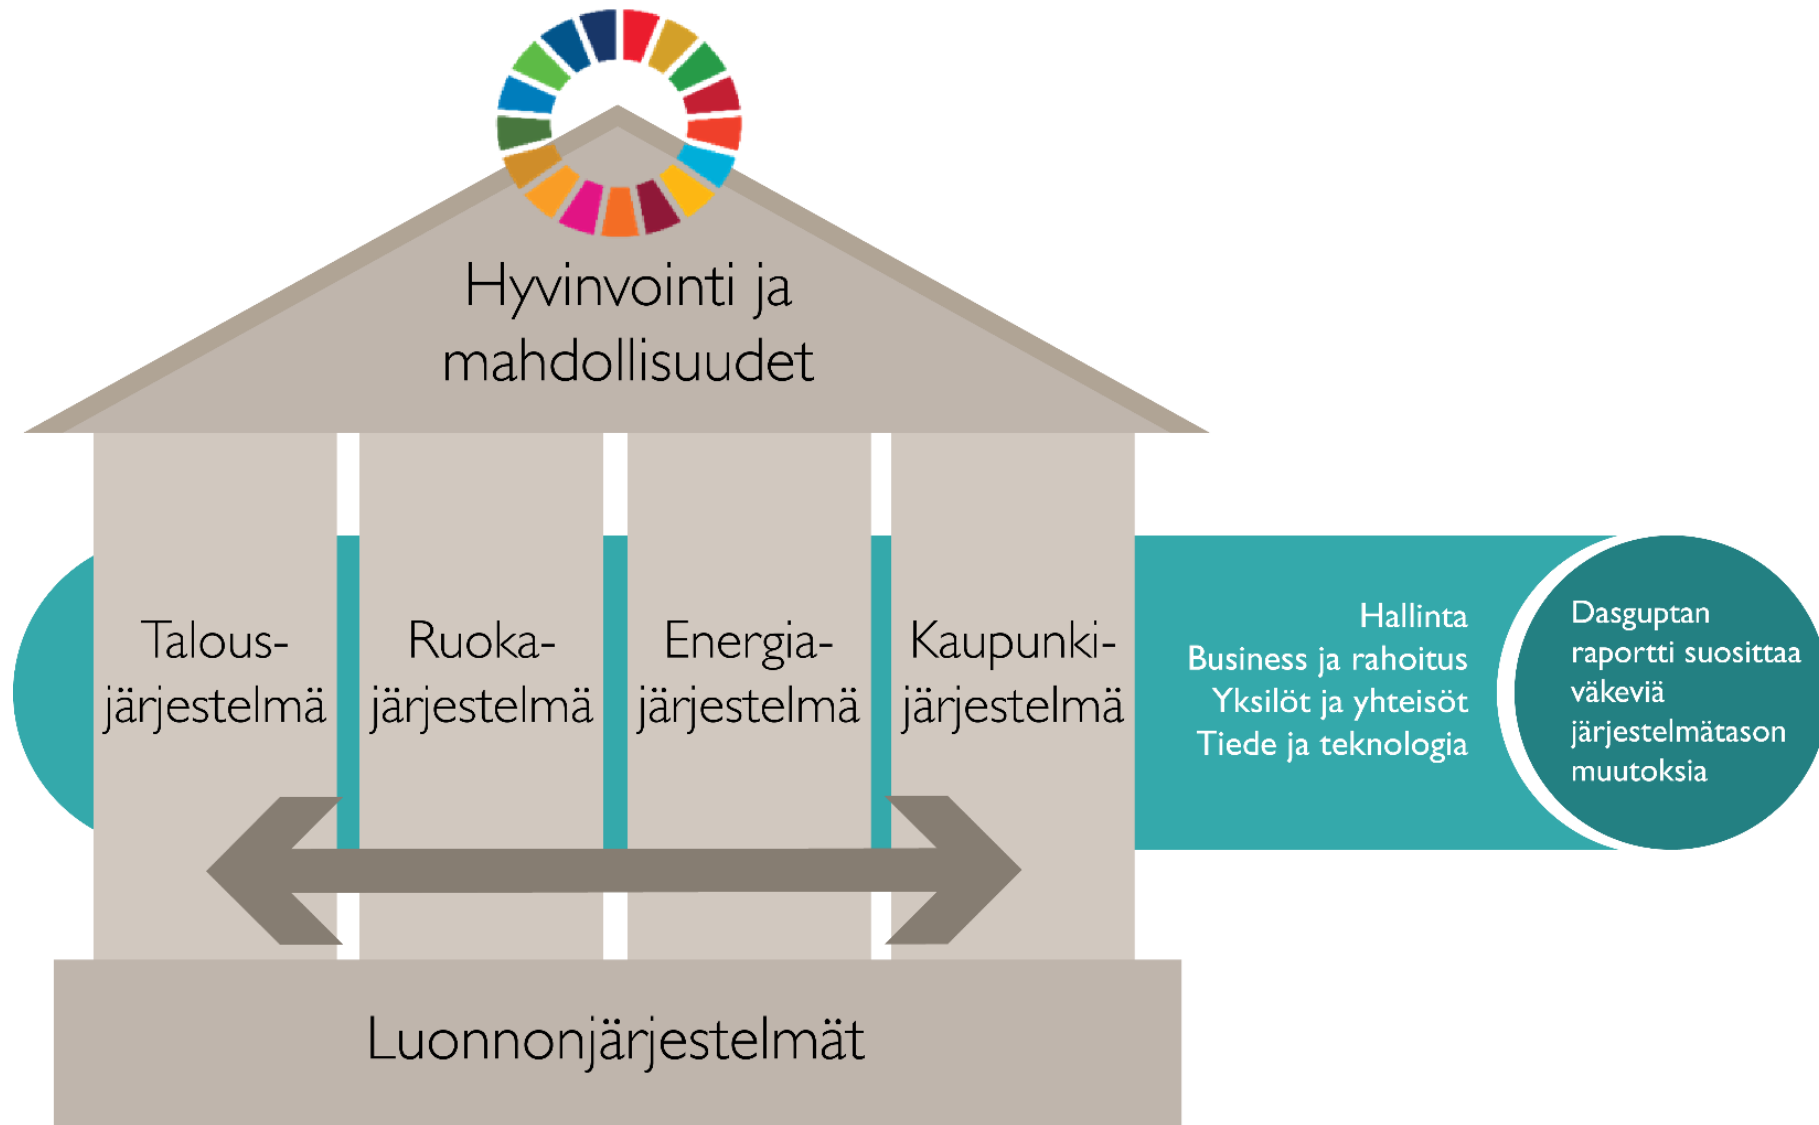 Hyvinvointi ja
mahdollisuudet
Talous-
järjestelmä
Ruoka-
järjestelmä
Energia-
järjestelmä
Kaupunki-
järjestelmä
Hallinta
Business ja rahoitus
Yksilöt ja yhteisöt
Tiede ja teknologia
Dasguptan
raportti suosittaa
väkeviä
järjestelmätason
muutoksia
Luonnonjärjestelmät